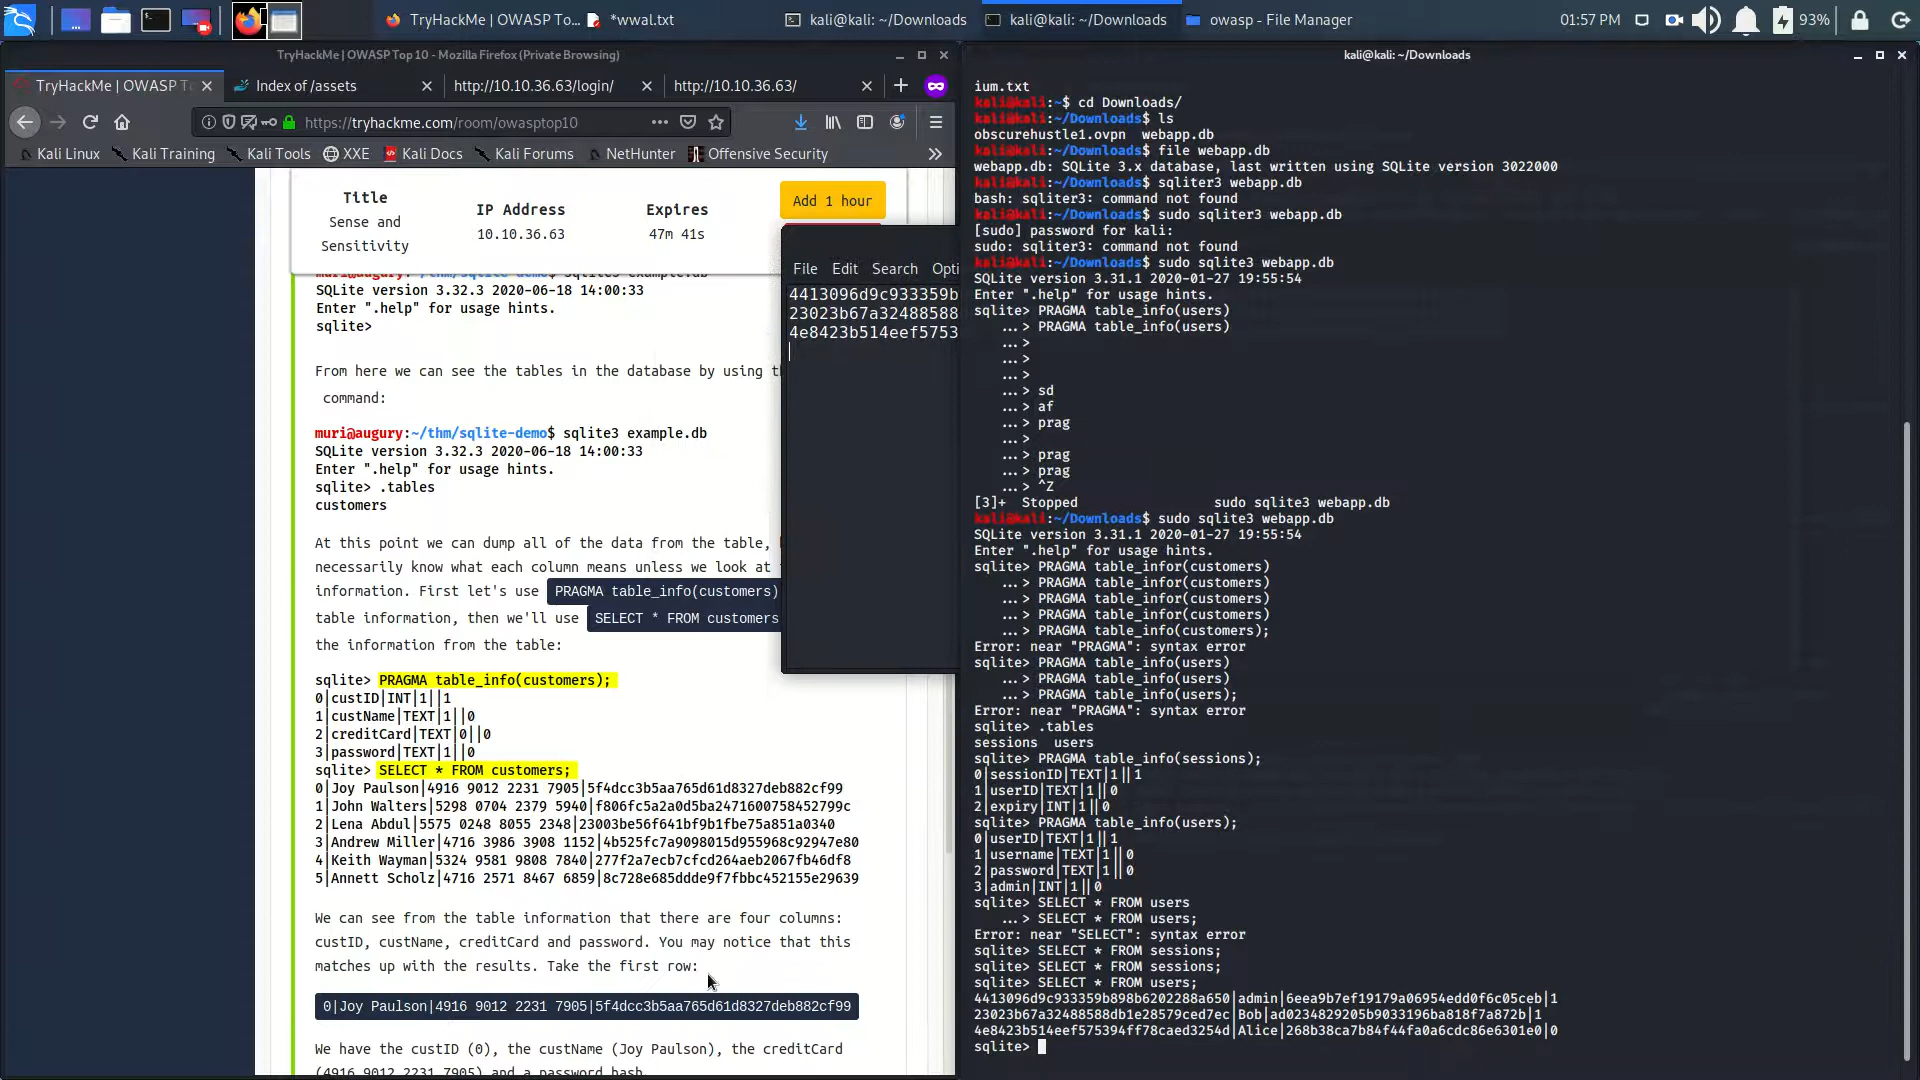 TryHackMe | OWASP To...
*wwal.txt
kali@kali: ~/Downloads
kali@kali: ~/Downloads
owasp - File Manager
01:57 PM
93%
TryHackMe | OWASP Top 10 - Mozilla Firefox (Private Browsing)
TryHackMe | OWASP To
Index of /assets
http://10.10.36.63/login/
http://10.10.36.63/
https://tryhackme.com/room/owasptop10
Kali Linux
Kali Training
Kali Tools
XXE
Kali Docs
Kali Forums
NetHunter
Offensive Security
Title
Sense and
Sensitivity
IP Address
10.10.36.63
Expires
47m 41s
Add 1 hour
muri@augury:~/thm/sqlite-demo$ sqlite3 example.db
SQLite version 3.32.3 2020-06-18 14:00:33
Enter ".help" for usage hints.
sqlite>
From here we can see the tables in the database by using t
command:
muri@augury:~/thm/sqlite-demo$ sqlite3 example.db
SQLite version 3.32.3 2020-06-18 14:00:33
Enter ".help" for usage hints.
sqlite> .tables
customers
At this point we can dump all of the data from the table,
necessarily know what each column means unless we look at
information. First let's use PRAGMA table_info(customers)
table information, then we'll use SELECT * FROM customers
the information from the table:
sqlite> PRAGMA table_info(customers);
0|custID|INT|1||1
1|custName|TEXT|1||0
2|creditCard|TEXT|0||0
3|password|TEXT|1||0
sqlite> SELECT * FROM customers;
0|Joy Paulson|4916 9012 2231 7905|5f4dcc3b5aa765d61d8327deb882cf99
1|John Walters|5298 0704 2379 5940|f806fc5a2a0d5ba2471600758452799c
2|Lena Abdul|5575 0248 8055 2348|23003be56f641bf9b1fbe75a851a0340
3|Andrew Miller|4716 3986 3908 1152|4b525fc7a9098015d955968c92947e80
4|Keith Wayman|5324 9581 9808 7840|277f2a7ecb7cfcd264aeb2067fb46df8
5|Annett Scholz|4716 2571 8467 6859|8c728e685ddde9f7fbbc452155e29639
We can see from the table information that there are four columns:
custID, custName, creditCard and password. You may notice that this
matches up with the results. Take the first row:
0|Joy Paulson|4916 9012 2231 7905|5f4dcc3b5aa765d61d8327deb882cf99
We have the custID (0), the custName (Joy Paulson), the creditCard
(4916 9012 2231 7905) and a password hash.
File Edit Search Opti
4413096d9c933359b
23023b67a32488588
4e8423b514eef5753
kali@kali: ~/Downloads
ium.txt
kali@kali:~$ cd Downloads/
kali@kali:~/Downloads$ ls
obscurehustle1.ovpn  webapp.db
kali@kali:~/Downloads$ file webapp.db
webapp.db: SQLite 3.x database, last written using SQLite version 3022000
kali@kali:~/Downloads$ sqliter3 webapp.db
bash: sqliter3: command not found
kali@kali:~/Downloads$ sudo sqliter3 webapp.db
[sudo] password for kali:
sudo: sqliter3: command not found
kali@kali:~/Downloads$ sudo sqlite3 webapp.db
SQLite version 3.31.1 2020-01-27 19:55:54
Enter ".help" for usage hints.
sqlite> PRAGMA table_info(users)
...> PRAGMA table_info(users)
...>
...>
...>
...> sd
...> af
...> prag
...>
...> prag
...> prag
...> ^Z
[3]+  Stopped                 sudo sqlite3 webapp.db
kali@kali:~/Downloads$ sudo sqlite3 webapp.db
SQLite version 3.31.1 2020-01-27 19:55:54
Enter ".help" for usage hints.
sqlite> PRAGMA table_infor(customers)
...> PRAGMA table_infor(customers)
...> PRAGMA table_infor(customers)
...> PRAGMA table_infor(customers)
...> PRAGMA table_info(customers);
Error: near "PRAGMA": syntax error
sqlite> PRAGMA table_info(users)
...> PRAGMA table_info(users)
...> PRAGMA table_info(users);
Error: near "PRAGMA": syntax error
sqlite> .tables
sessions  users
sqlite> PRAGMA table_info(sessions);
0|sessionID|TEXT|1||1
1|userID|TEXT|1||0
2|expiry|INT|1||0
sqlite> PRAGMA table_info(users);
0|userID|TEXT|1||1
1|username|TEXT|1||0
2|password|TEXT|1||0
3|admin|INT|1||0
sqlite> SELECT * FROM users
...> SELECT * FROM users;
Error: near "SELECT": syntax error
sqlite> SELECT * FROM sessions;
sqlite> SELECT * FROM sessions;
sqlite> SELECT * FROM users;
4413096d9c933359b898b6202288a650|admin|6eea9b7ef19179a06954edd0f6c05ceb|1
23023b67a32488588db1e28579ced7ec|Bob|ad0234829205b9033196ba818f7a872b|1
4e8423b514eef575394ff78caed3254d|Alice|268b38ca7b84f44fa0a6cdc86e6301e0|0
sqlite>